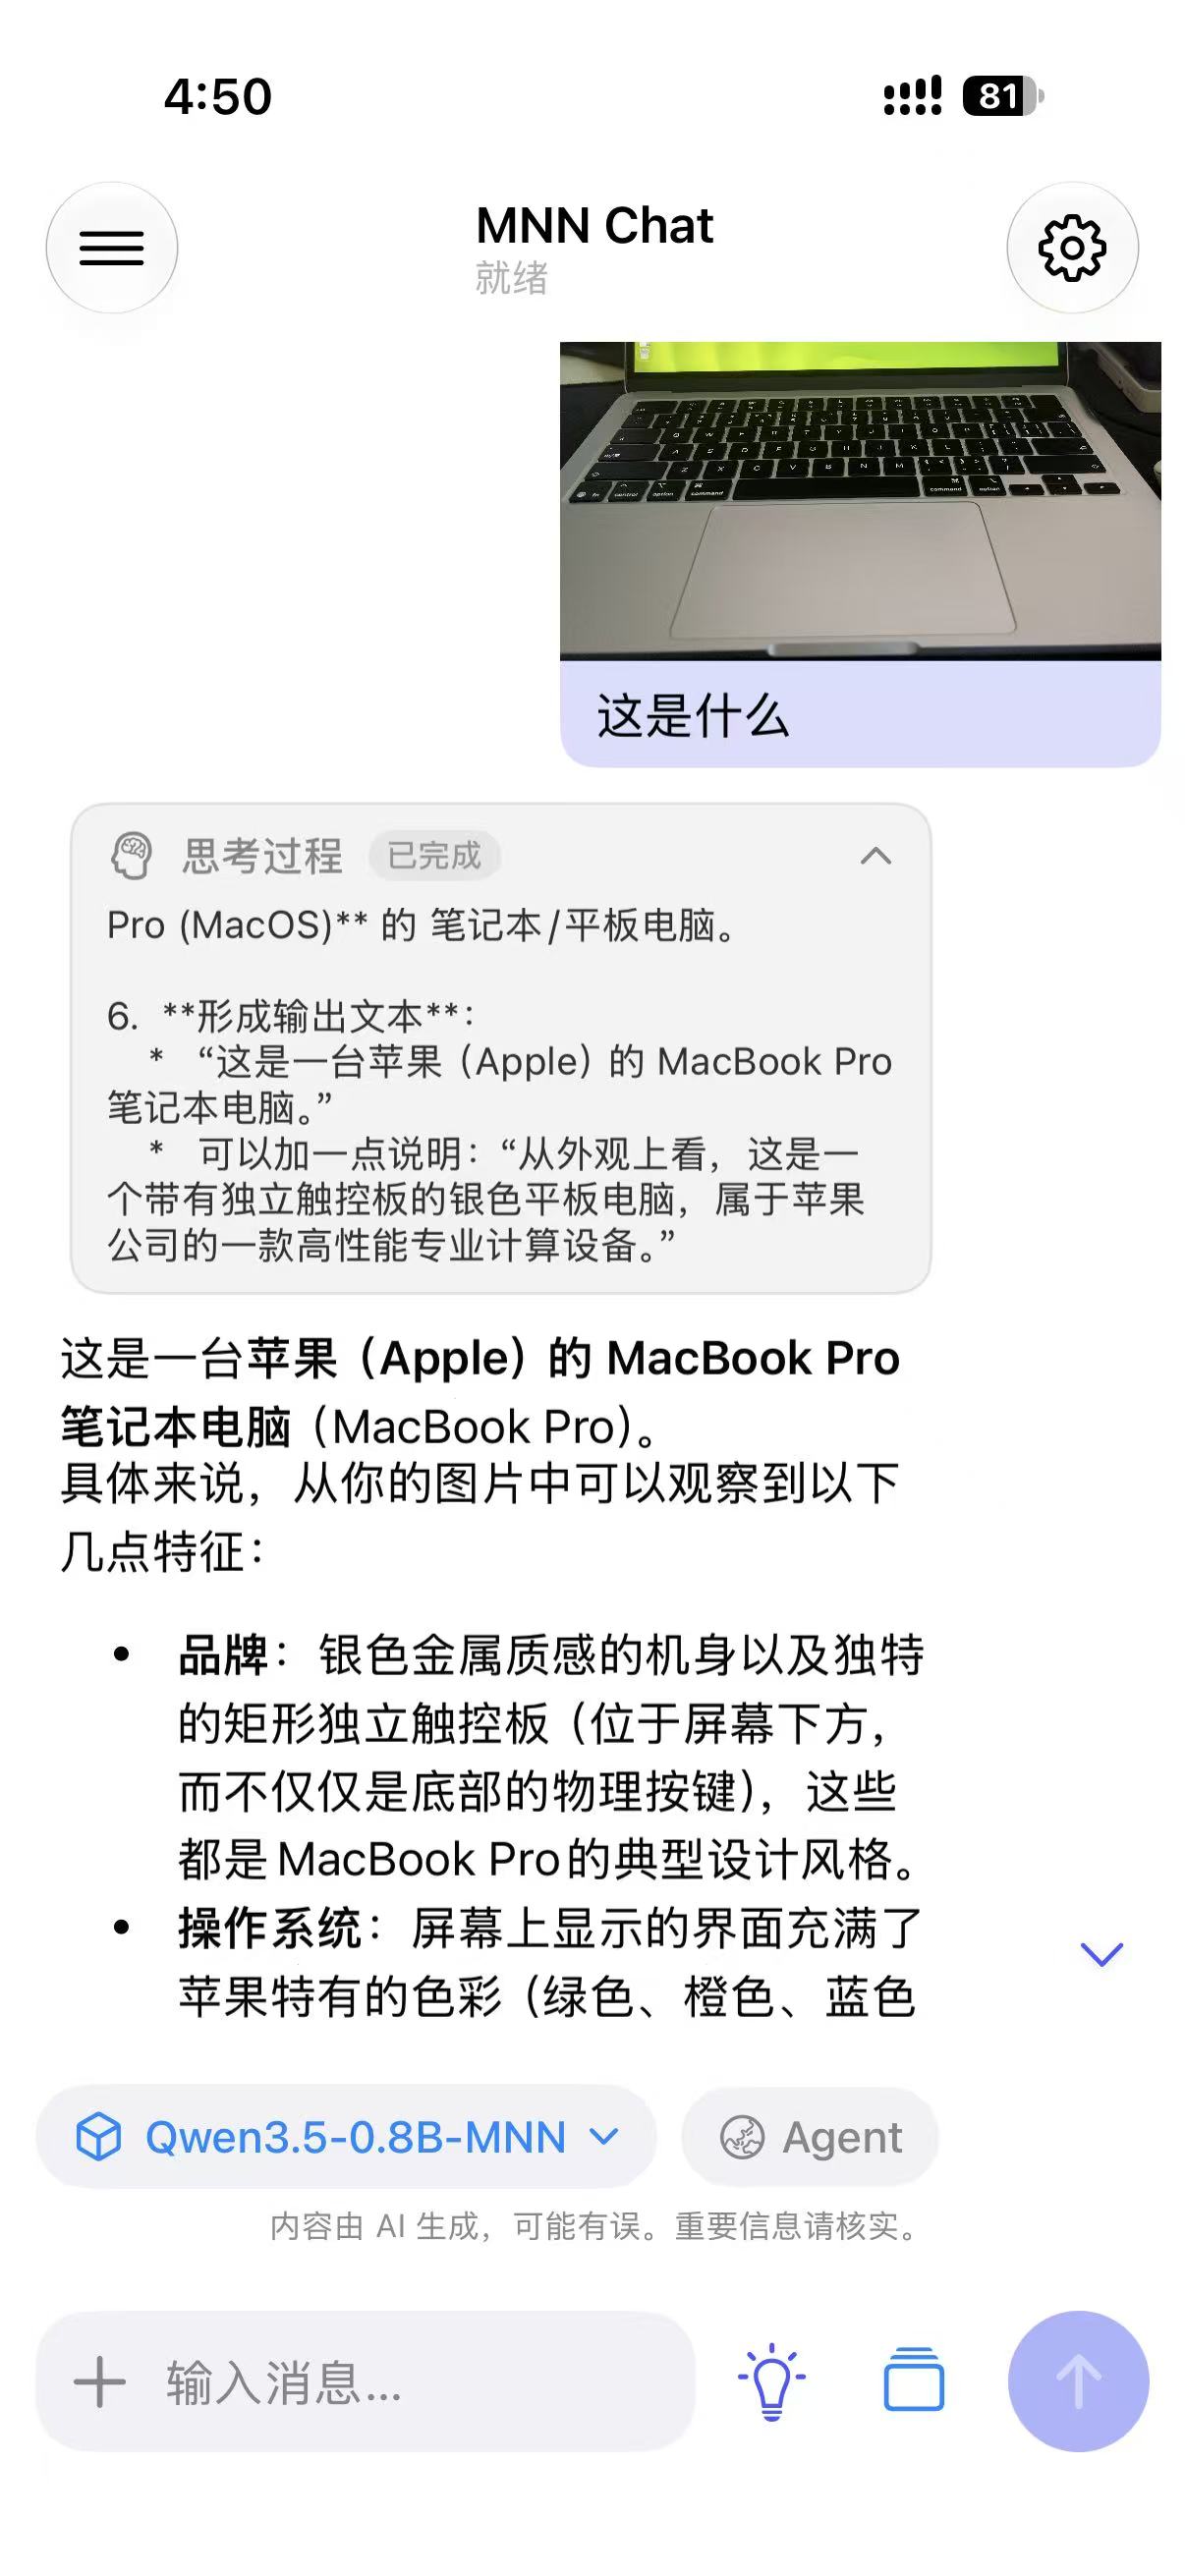 4:50
81
MNN Chat
就绪
command
option
command
这是什么
思考过程 已完成
Pro (MacOS)** 的 笔记本/平板电脑。
6. **形成输出文本**：
* “这是一台苹果（Apple）的 MacBook Pro
笔记本电脑。”
* 可以加一点说明：“从外观上看，这是一
个带有独立触控板的银色平板电脑，属于苹果
公司的一款高性能专业计算设备。”
这是一台苹果（Apple）的 MacBook Pro
笔记本电脑（MacBook Pro）。
具体来说，从你的图片中可以观察到以下
几点特征：
• 品牌：银色金属质感的机身以及独特
的矩形独立触控板（位于屏幕下方，
而不仅仅是底部的物理按键），这些
都是MacBook Pro的典型设计风格。
• 操作系统：屏幕上显示的界面充满了
苹果特有的色彩（绿色、橙色、蓝色
Qwen3.5-0.8B-MNN
Agent
内容由 AI 生成，可能有误。重要信息请核实。
输入消息...